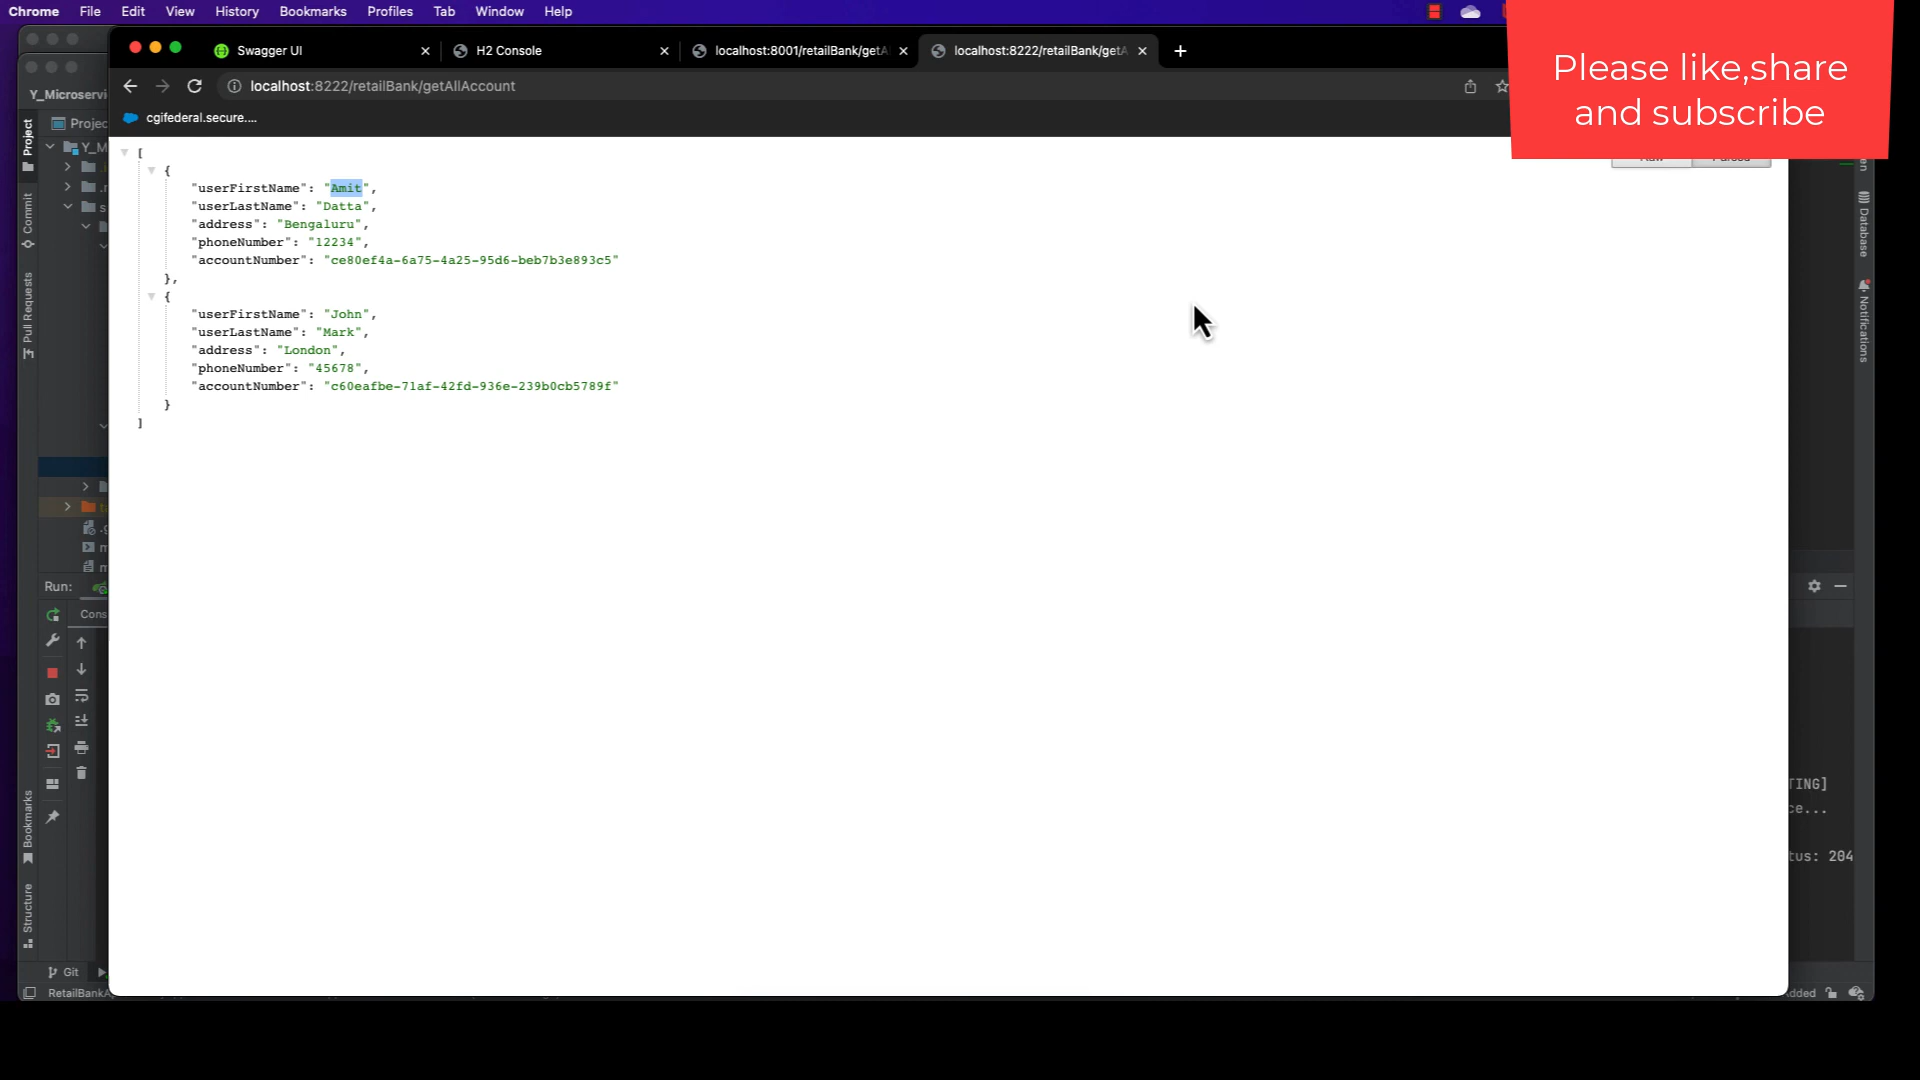 Chrome File Edit View History Bookmarks Profiles Tab Window Help
Please like,share
and subscribe
Swagger UI
H2 Console
localhost:8001/retailBank/getA
localhost:8222/retailBank/getA
localhost:8222/retailBank/getAllAccount
Y_Microservi
cgifederal.secure....
Project
Projec
Y_M
Commit
Pull Requests
[
{
"userFirstName": "Amit",
"userLastName": "Datta",
"address": "Bengaluru",
"phoneNumber": "12234",
"accountNumber": "ce80ef4a-6a75-4a25-95d6-beb7b3e893c5"
},
{
"userFirstName": "John",
"userLastName": "Mark",
"address": "London",
"phoneNumber": "45678",
"accountNumber": "c60eafbe-71af-42fd-936e-239b0cb5789f"
}
]
Database
Notifications
Run:
Cons
TING]
ce...
tus: 204
Bookmarks
Structure
Git
RetailBankA
dded